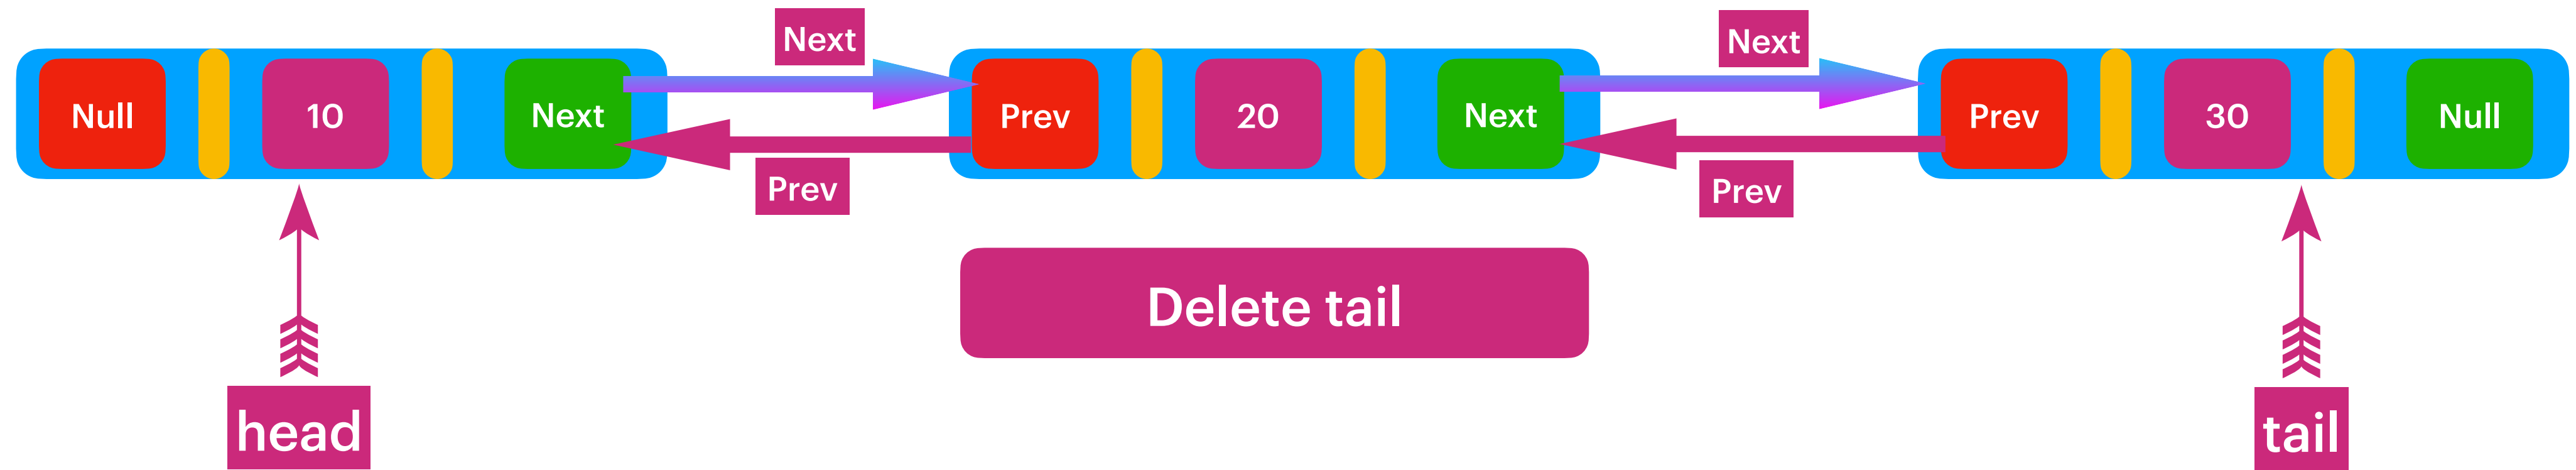 Next
Next
Null 10 Next Prev 20 Next Prev 30 Null
Prev
Prev
Delete tail
head
tail